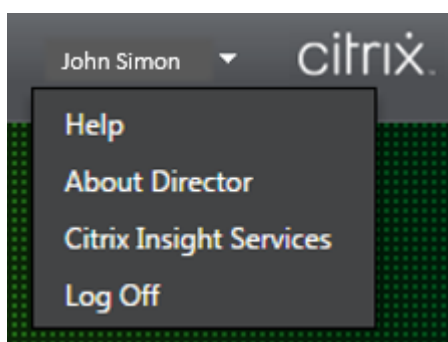 John Simon
citrix.
Help
About Director
Citrix Insight Services
Log Off